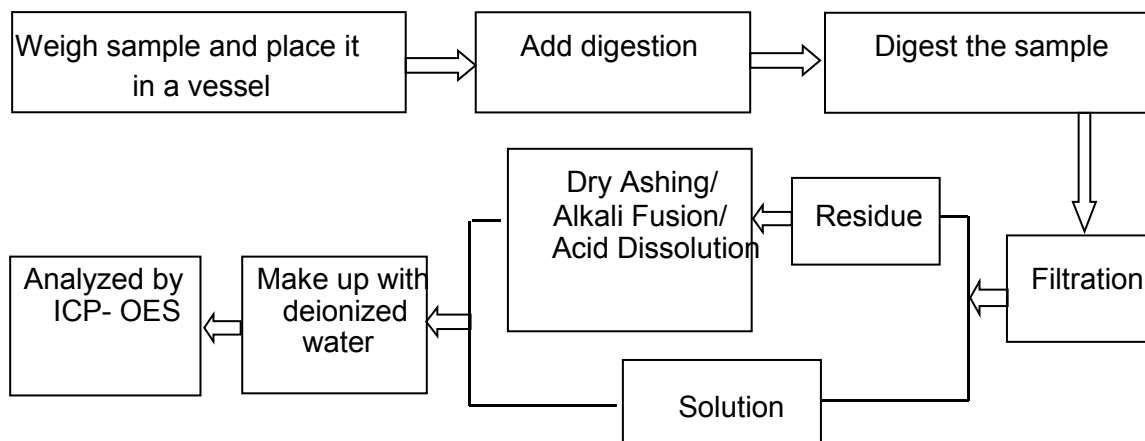 Weigh sample and place it
in a vessel
Add digestion
Digest the sample
Filtration
Residue
Dry Ashing/
Alkali Fusion/
Acid Dissolution
Solution
Make up with
deionized
water
Analyzed by
ICP- OES